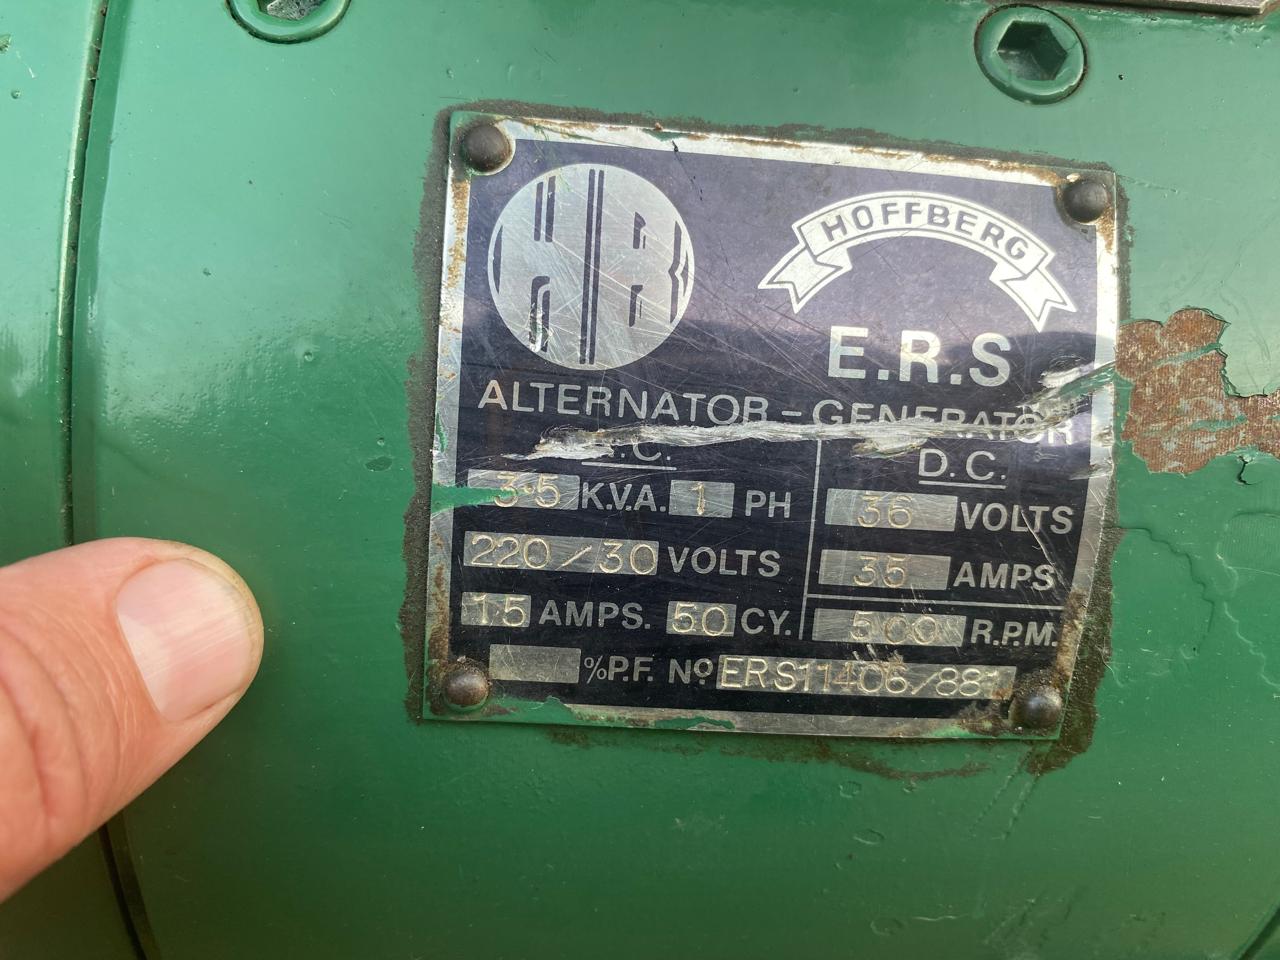 HB
HOFFBERG
E.R.S
ALTERNATOR-GENERATOR
D.C.
3.5 K.V.A. 1 PH
36 VOLTS
220/30 VOLTS
35 AMPS
15 AMPS. 50 CY.
500 R.P.M.
%P.F. Nº ERS11406/881